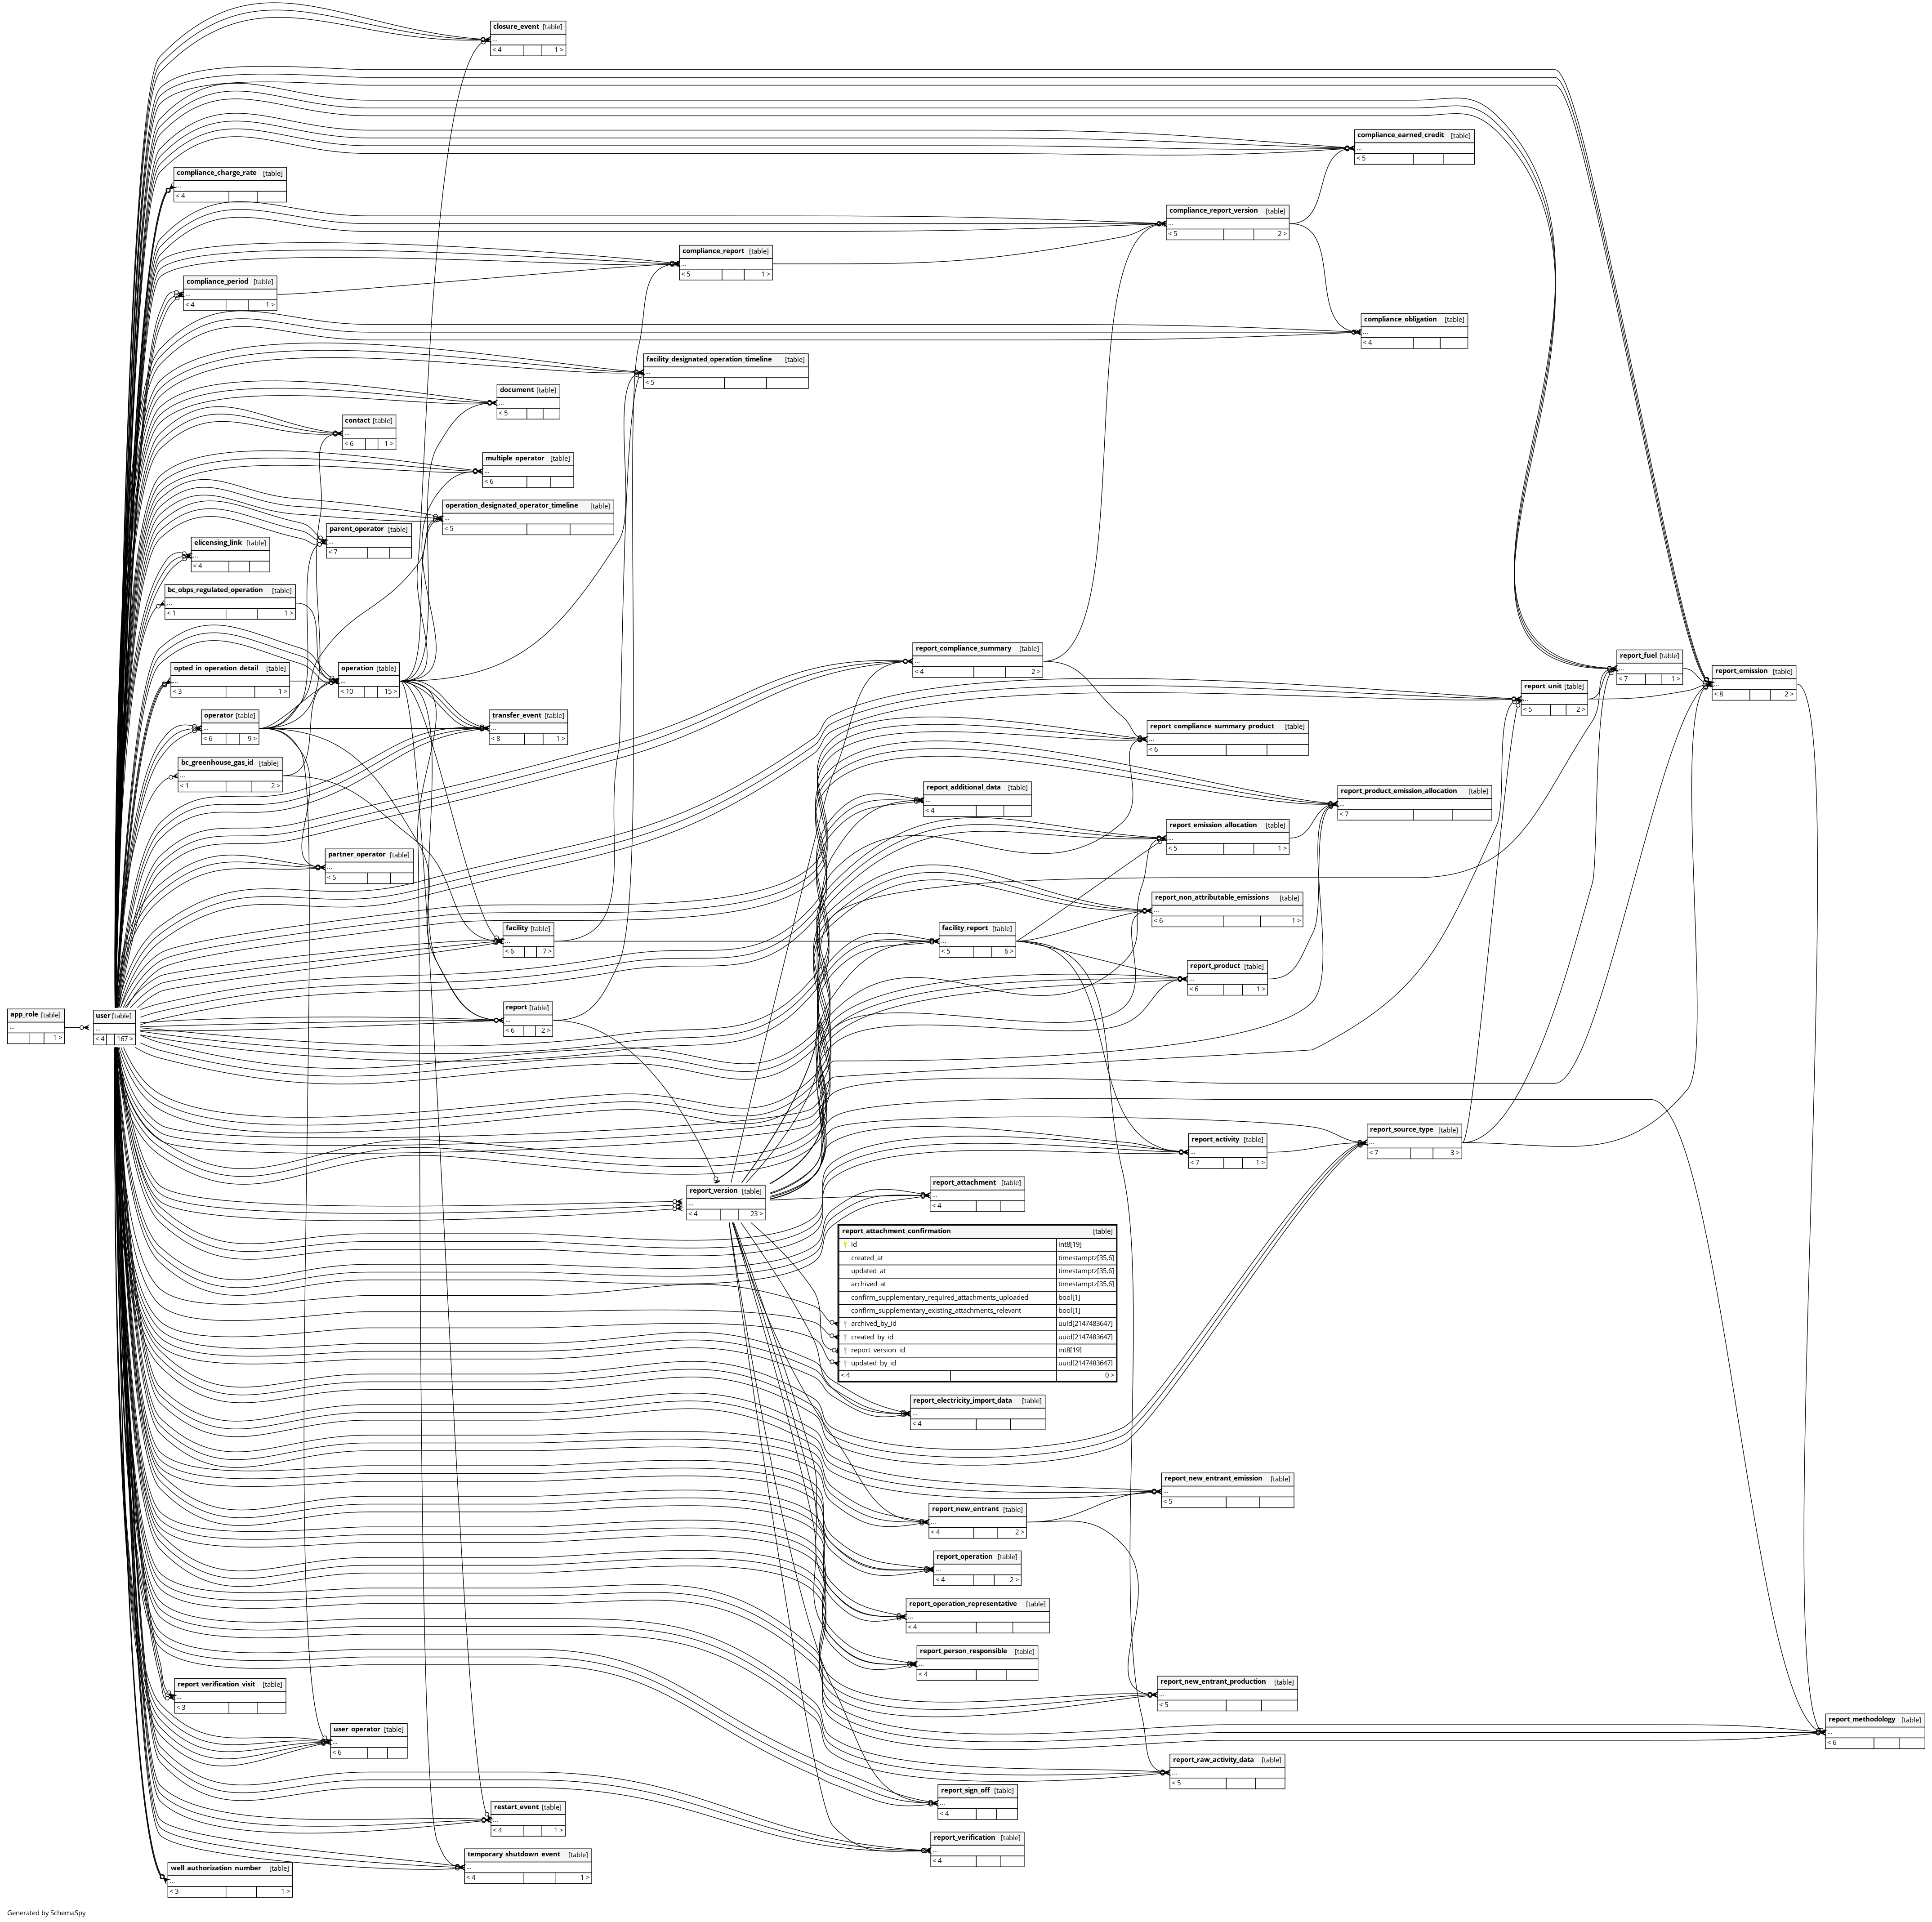 closure_event [table]
...
< 4 1 >
compliance_earned_credit [table]
...
< 5
compliance_charge_rate [table]
...
< 4
compliance_report_version [table]
...
< 5 2 >
compliance_report [table]
...
< 5 1 >
compliance_period [table]
...
< 4 1 >
compliance_obligation [table]
...
< 4
facility_designated_operation_timeline [table]
...
< 5
document [table]
...
< 5
contact [table]
...
< 6 1 >
multiple_operator [table]
...
< 6
operation_designated_operator_timeline [table]
...
< 5
parent_operator [table]
...
< 7
elicensing_link [table]
...
< 4
bc_obps_regulated_operation [table]
...
< 1 1 >
report_compliance_summary [table]
...
< 4 2 >
report_fuel [table]
...
< 7 1 >
opted_in_operation_detail [table]
...
< 3 1 >
operation [table]
...
< 10 15 >
report_emission [table]
...
< 8 2 >
report_unit [table]
...
< 5 2 >
operator [table]
...
< 6 9 >
transfer_event [table]
...
< 8 1 >
report_compliance_summary_product [table]
...
< 6
bc_greenhouse_gas_id [table]
...
< 1 2 >
report_additional_data [table]
...
< 4
report_product_emission_allocation [table]
...
< 7
report_emission_allocation [table]
...
< 5 1 >
partner_operator [table]
...
< 5
report_non_attributable_emissions [table]
...
< 6 1 >
facility [table]
...
< 6 7 >
facility_report [table]
...
< 5 6 >
report_product [table]
...
< 6 1 >
report [table]
...
< 6 2 >
app_role [table]
...
1 >
user [table]
...
< 4 167 >
report_source_type [table]
...
< 7 3 >
report_activity [table]
...
< 7 1 >
report_attachment [table]
...
< 4
report_version [table]
...
< 4 23 >
report_attachment_confirmation [table]
id int8[19]
created_at timestamptz[35,6]
updated_at timestamptz[35,6]
archived_at timestamptz[35,6]
confirm_supplementary_required_attachments_uploaded bool[1]
confirm_supplementary_existing_attachments_relevant bool[1]
archived_by_id uuid[2147483647]
created_by_id uuid[2147483647]
report_version_id int8[19]
updated_by_id uuid[2147483647]
< 4 0 >
report_electricity_import_data [table]
...
< 4
report_new_entrant_emission [table]
...
< 5
report_new_entrant [table]
...
< 4 2 >
report_operation [table]
...
< 4 2 >
report_operation_representative [table]
...
< 4
report_person_responsible [table]
...
< 4
report_new_entrant_production [table]
...
< 5
report_verification_visit [table]
...
< 3
report_methodology [table]
...
< 6
user_operator [table]
...
< 6
report_raw_activity_data [table]
...
< 5
report_sign_off [table]
...
< 4
restart_event [table]
...
< 4 1 >
report_verification [table]
...
< 4
temporary_shutdown_event [table]
...
< 4 1 >
well_authorization_number [table]
...
< 3 1 >
Generated by SchemaSpy